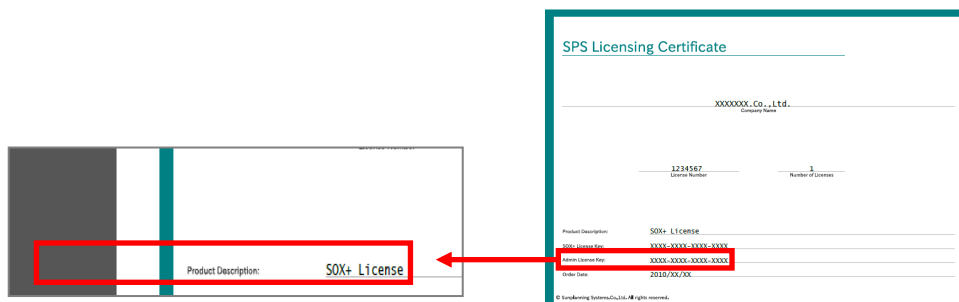 SPS Licensing Certificate
XXXXXXX.Co.,Ltd.
Company Name
1234567
License Number
1
Number of Licenses
Product Description: SOX+ License
SOX+ License Key: XXXX-XXXX-XXXX-XXXX
Admin License Key: XXXX-XXXX-XXXX-XXXX
Order Date: 2010/XX/XX
© Sunplanning Systems.Co.,Ltd. All rights reserved.
Product Description: SOX+ License